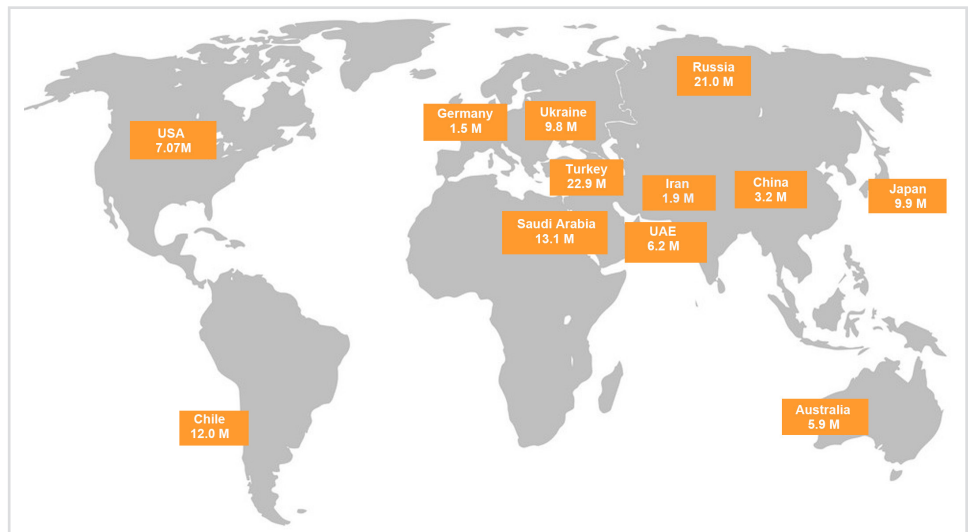 Russia
21.0 M
Germany
1.5 M
Ukraine
9.8 M
USA
7.07M
Turkey
22.9 M
Iran
1.9 M
China
3.2 M
Japan
9.9 M
Saudi Arabia
13.1 M
UAE
6.2 M
Chile
12.0 M
Australia
5.9 M